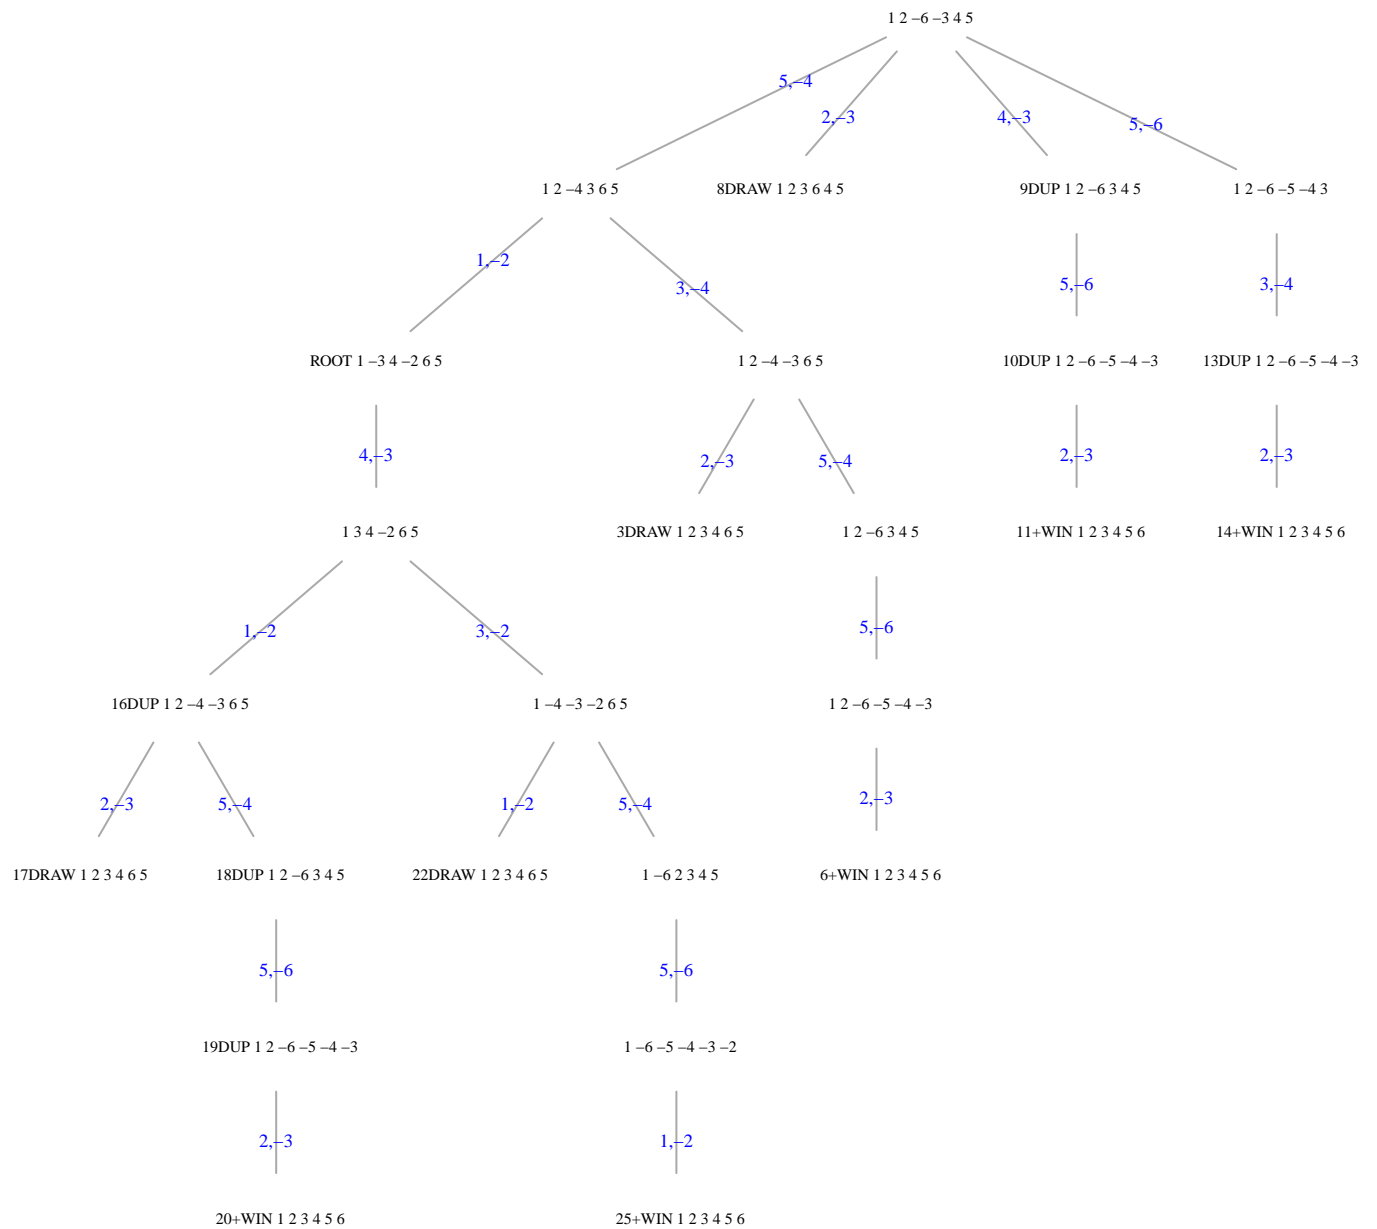 1 2 –6 –3 4 5
5,–4
2,–3
4,–3
5,–6
1 2 –4 3 6 5
8DRAW 1 2 3 6 4 5
9DUP 1 2 –6 3 4 5
1 2 –6 –5 –4 3
1,–2
3,–4
5,–6
3,–4
ROOT 1 –3 4 –2 6 5
1 2 –4 –3 6 5
10DUP 1 2 –6 –5 –4 –3
13DUP 1 2 –6 –5 –4 –3
4,–3
2,–3
5,–4
2,–3
2,–3
1 3 4 –2 6 5
3DRAW 1 2 3 4 6 5
1 2 –6 3 4 5
11+WIN 1 2 3 4 5 6
14+WIN 1 2 3 4 5 6
1,–2
3,–2
5,–6
16DUP 1 2 –4 –3 6 5
1 –4 –3 –2 6 5
1 2 –6 –5 –4 –3
2,–3
5,–4
1,–2
5,–4
2,–3
17DRAW 1 2 3 4 6 5
18DUP 1 2 –6 3 4 5
22DRAW 1 2 3 4 6 5
1 –6 2 3 4 5
6+WIN 1 2 3 4 5 6
5,–6
5,–6
19DUP 1 2 –6 –5 –4 –3
1 –6 –5 –4 –3 –2
2,–3
1,–2
20+WIN 1 2 3 4 5 6
25+WIN 1 2 3 4 5 6